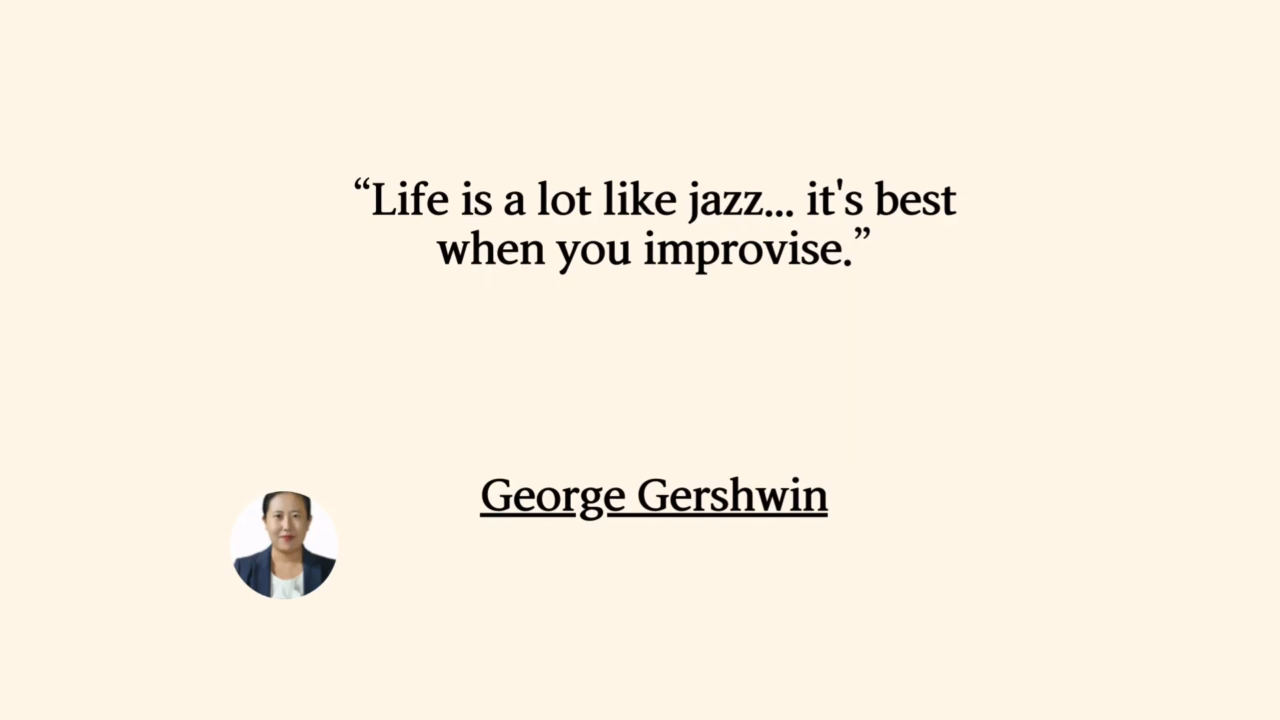 “Life is a lot like jazz... it's best
when you improvise.”
George Gershwin